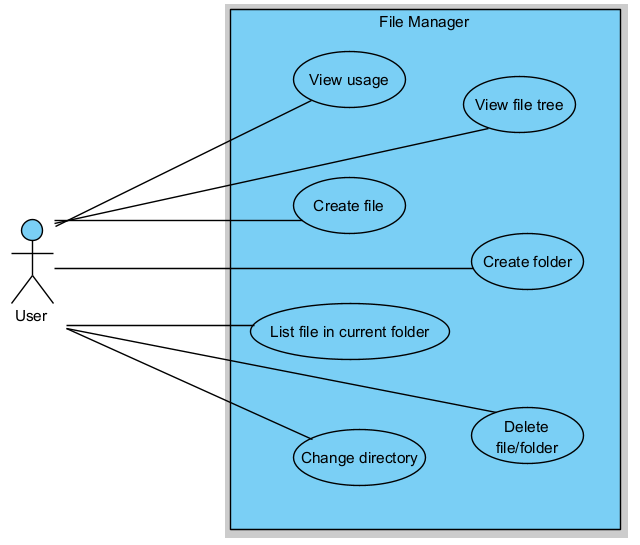 File Manager
View usage
View file tree
Create file
Create folder
User
List file in current folder
Delete
file/folder
Change directory